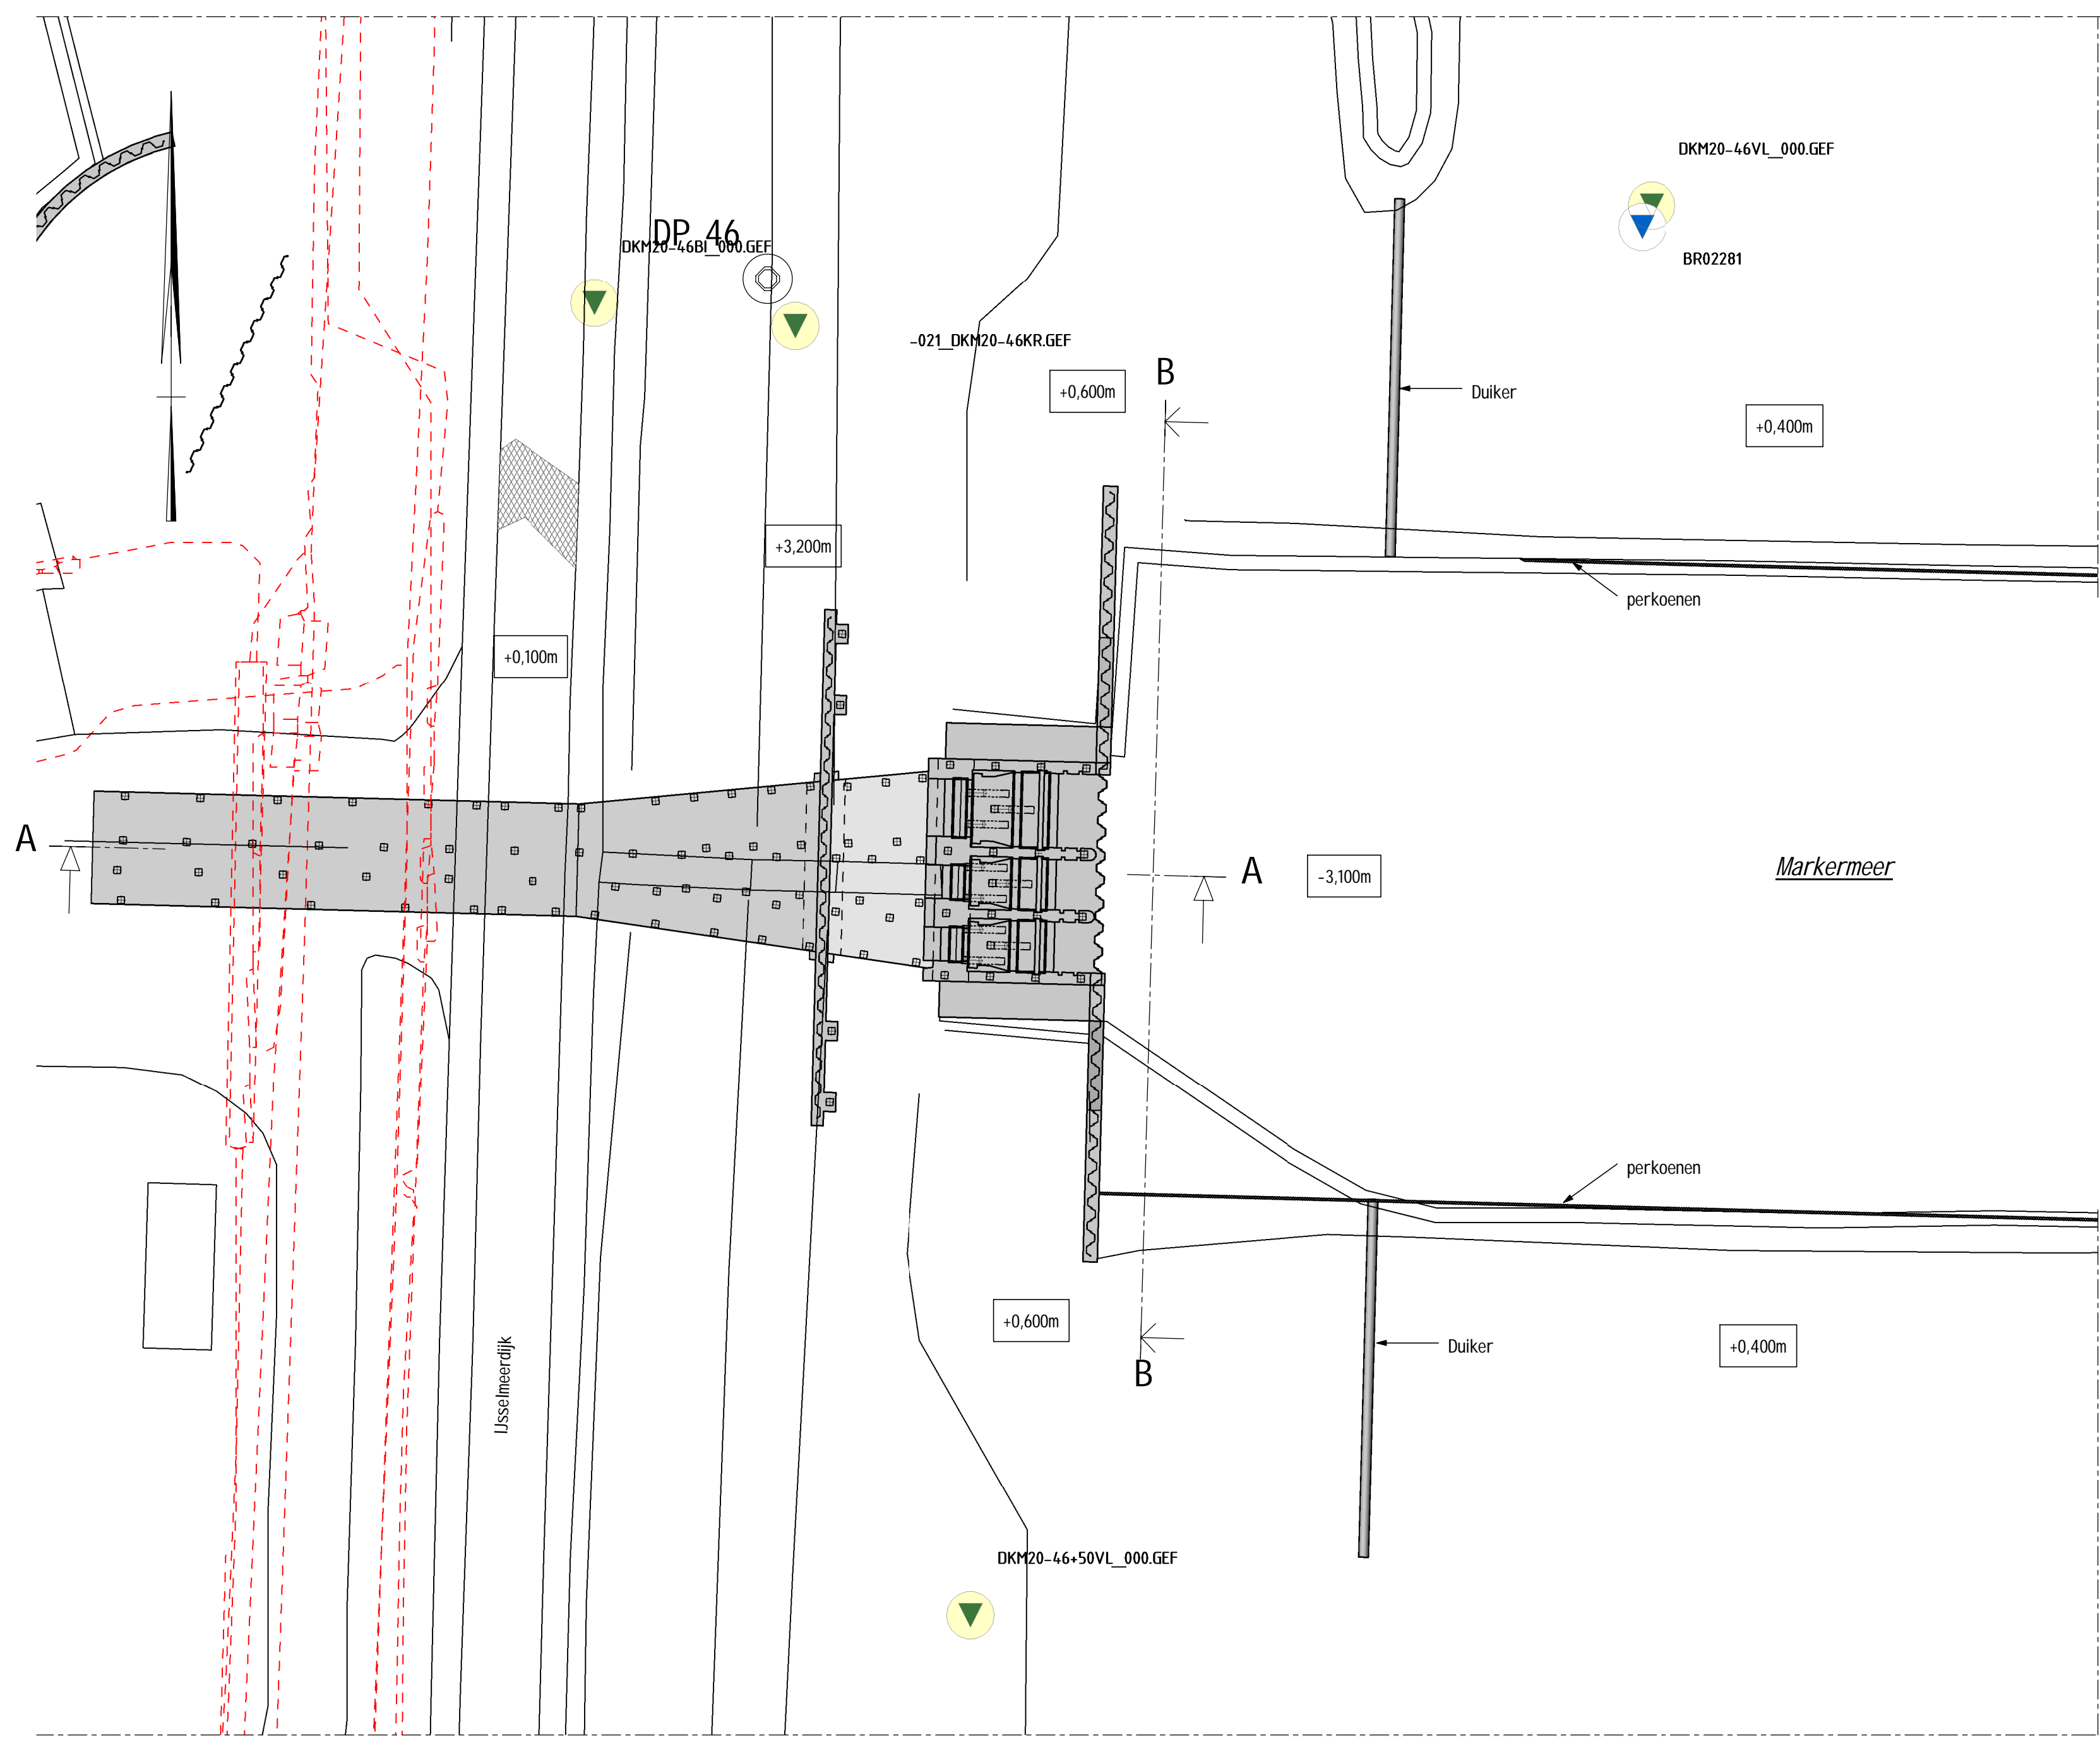 DKM20-46VL_000.GEF
DP 46
DKM20-46BI_000.GEF
BR02281
-021_DKM20-46KR.GEF
B
+0,600m
Duiker
+0,400m
+3,200m
perkoenen
+0,100m
A
A
-3,100m
Markermeer
perkoenen
+0,600m
Duiker
+0,400m
B
IJsselmeerdijk
DKM20-46+50VL_000.GEF